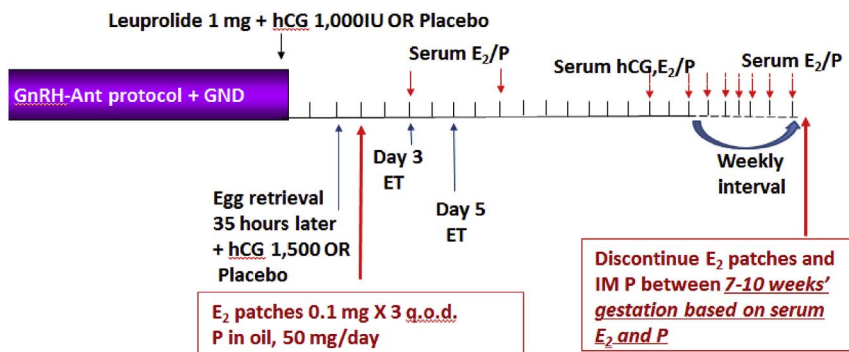 Leuprolide 1 mg + hCG 1,000IU OR Placebo
Serum E₂/P
Serum hCG,E₂/P
Serum E₂/P
GnRH-Ant protocol + GND
Day 3
ET
Day 5
ET
Weekly
interval
Egg retrieval
35 hours later
+ hCG 1,500 OR
Placebo
E₂ patches 0.1 mg X 3 q.o.d.
P in oil, 50 mg/day
Discontinue E₂ patches and
IM P between 7-10 weeks’
gestation based on serum
E₂ and P